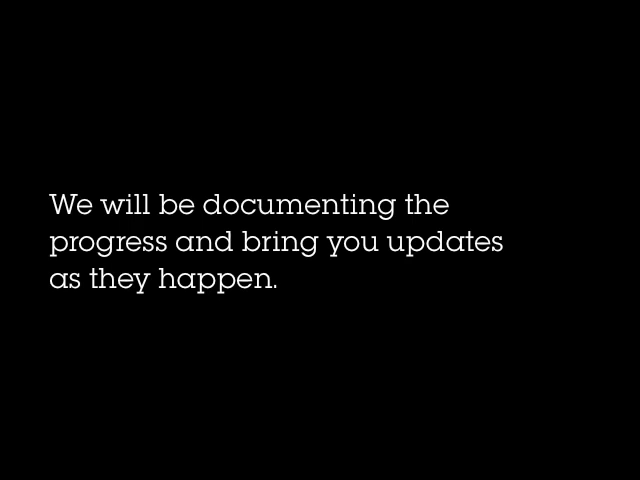 We will be documenting the
progress and bring you updates
as they happen.